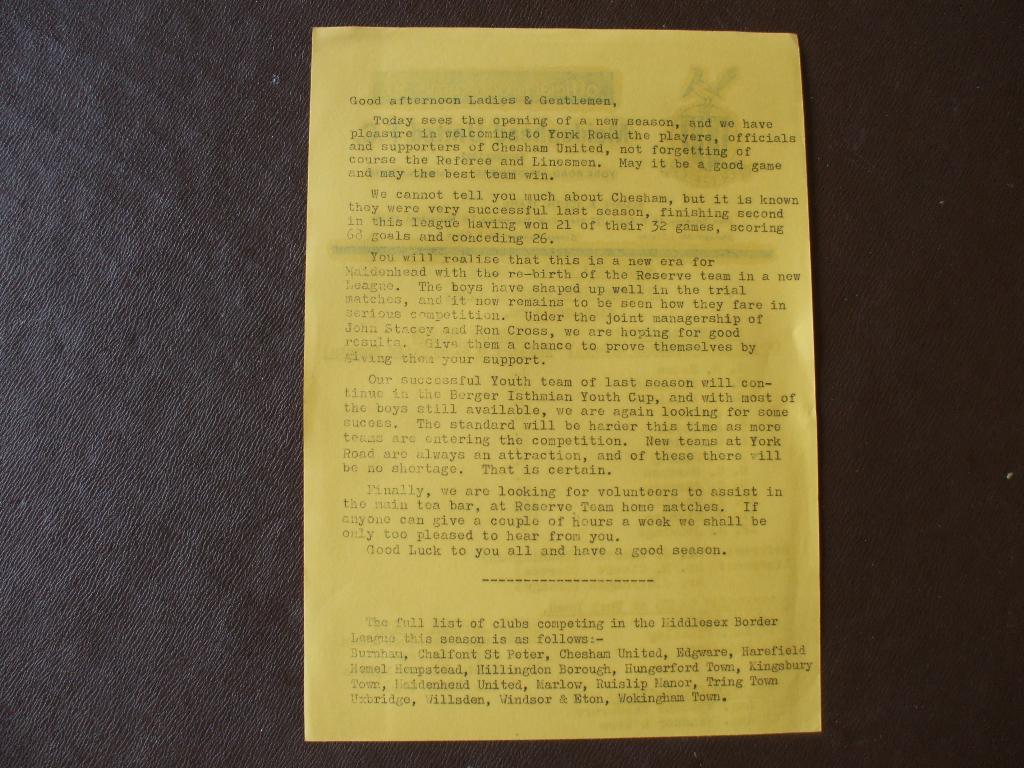 Good afternoon Ladies & Gentlemen,
Today sees the opening of a new season, and we have
pleasure in welcoming to York Road the players, officials
and supporters of Chesham United, not forgetting of
course the Referee and Linesmen. May it be a good game
and may the best team win.
We cannot tell you much about Chesham, but it is known
they were very successful last season, finishing second
in this league having won 21 of their 32 games, scoring
68 goals and conceding 26.
You will realise that this is a new era for
Maidenhead with the re-birth of the Reserve team in a new
League. The boys have shaped up well in the trial
matches, and it now remains to be seen how they fare in
serious competition. Under the joint managership of
John Stacey and Ron Cross, we are hoping for good
results. Give them a chance to prove themselves by
giving them your support.
Our successful Youth team of last season will con-
tinue in the Berger Isthmian Youth Cup, and with most of
the boys still available, we are again looking for some
sucess. The standard will be harder this time as more
teams are entering the competition. New teams at York
Road are always an attraction, and of these there will
be no shortage. That is certain.
Finally, we are looking for volunteers to assist in
the main tea bar, at Reserve Team home matches. If
anyone can give a couple of hours a week we shall be
only too pleased to hear from you.
Good Luck to you all and have a good season.
---------------------
The full list of clubs competing in the Middlesex Border
League this season is as follows:-
Burnham, Chalfont St Peter, Chesham United, Edgware, Harefield
Hemel Hempstead, Hillingdon Borough, Hungerford Town, Kingsbury
Town, Maidenhead United, Marlow, Ruislip Manor, Tring Town
Uxbridge, Willsden, Windsor & Eton, Wokingham Town.